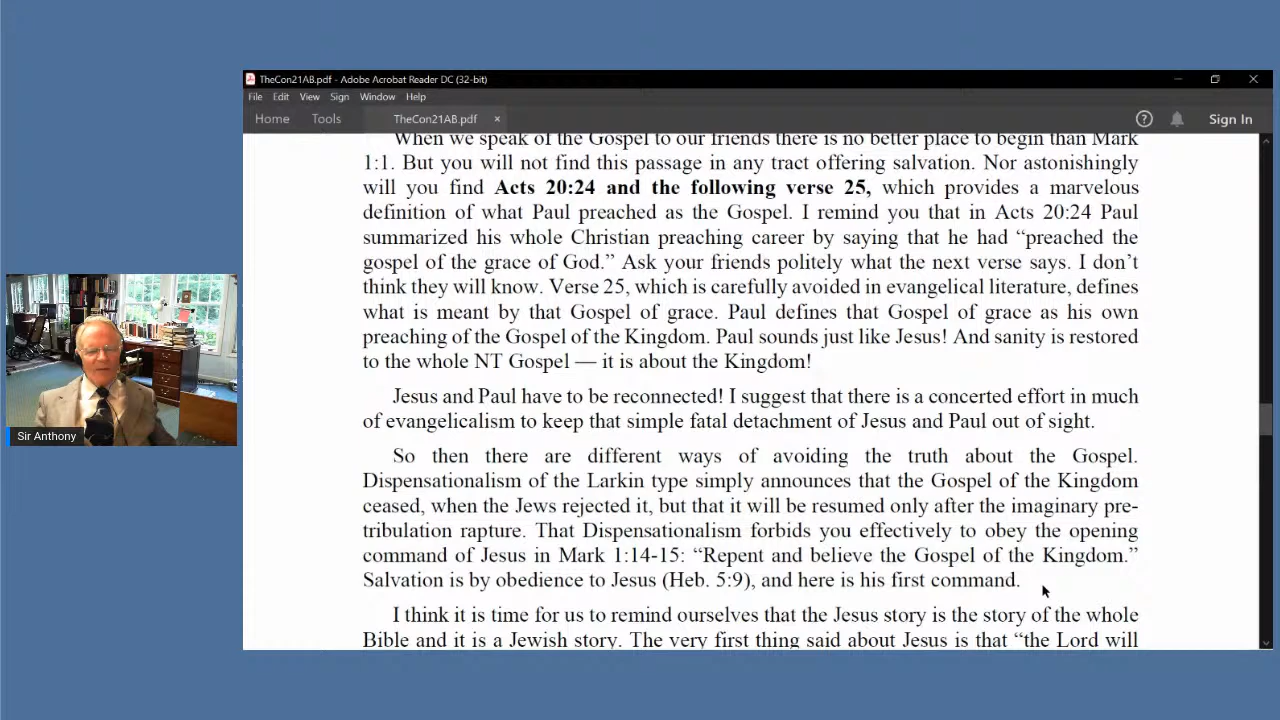 TheCon21AB.pdf - Adobe Acrobat Reader DC (32-bit)
File Edit View Sign Window Help
Home Tools TheCon21AB.pdf × Sign In
When we speak of the Gospel to our friends there is no better place to begin than Mark
1:1. But you will not find this passage in any tract offering salvation. Nor astonishingly
will you find Acts 20:24 and the following verse 25, which provides a marvelous
definition of what Paul preached as the Gospel. I remind you that in Acts 20:24 Paul
summarized his whole Christian preaching career by saying that he had “preached the
gospel of the grace of God.” Ask your friends politely what the next verse says. I don’t
think they will know. Verse 25, which is carefully avoided in evangelical literature, defines
what is meant by that Gospel of grace. Paul defines that Gospel of grace as his own
preaching of the Gospel of the Kingdom. Paul sounds just like Jesus! And sanity is restored
to the whole NT Gospel — it is about the Kingdom!
Jesus and Paul have to be reconnected! I suggest that there is a concerted effort in much
of evangelicalism to keep that simple fatal detachment of Jesus and Paul out of sight.
So then there are different ways of avoiding the truth about the Gospel.
Dispensationalism of the Larkin type simply announces that the Gospel of the Kingdom
ceased, when the Jews rejected it, but that it will be resumed only after the imaginary pre-
tribulation rapture. That Dispensationalism forbids you effectively to obey the opening
command of Jesus in Mark 1:14-15: “Repent and believe the Gospel of the Kingdom.”
Salvation is by obedience to Jesus (Heb. 5:9), and here is his first command.
I think it is time for us to remind ourselves that the Jesus story is the story of the whole
Bible and it is a Jewish story. The very first thing said about Jesus is that “the Lord will
Sir Anthony